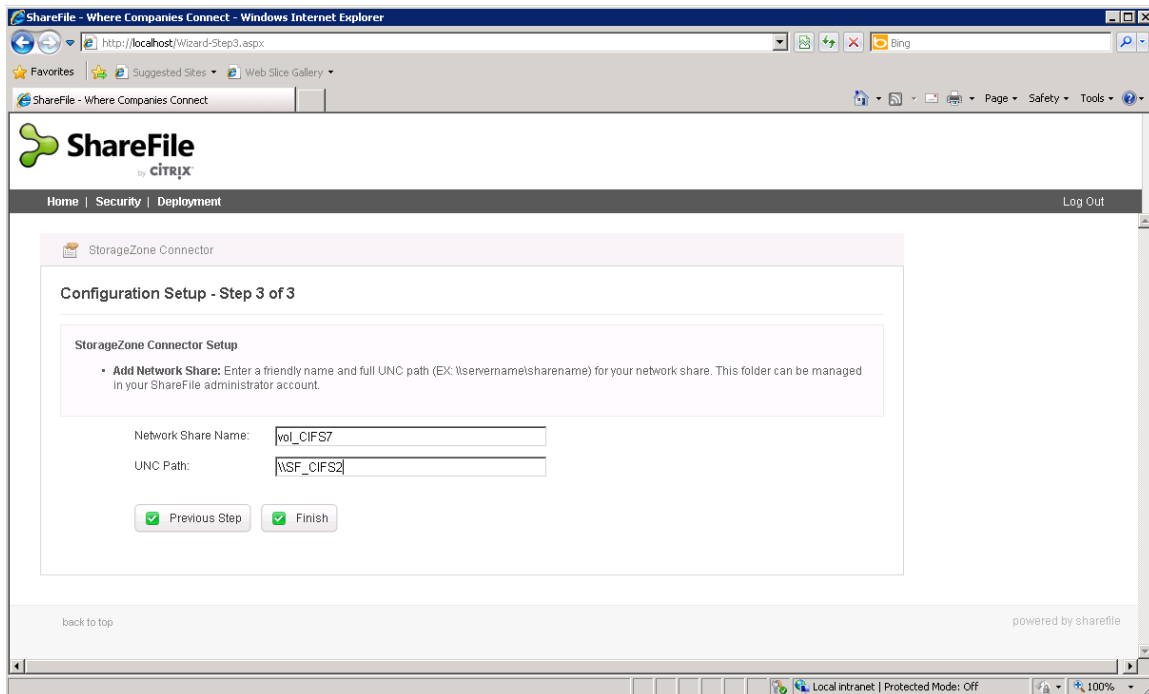 ShareFile - Where Companies Connect - Windows Internet Explorer
http://localhost/Wizard-Step3.aspx
Bing
Favorites
Suggested Sites
Web Slice Gallery
ShareFile - Where Companies Connect
Page
Safety
Tools
ShareFile
by CITRIX
Home | Security | Deployment
Log Out
StorageZone Connector
Configuration Setup - Step 3 of 3
StorageZone Connector Setup
• Add Network Share: Enter a friendly name and full UNC path (EX: \\servername\sharename) for your network share. This folder can be managed
in your ShareFile administrator account.
Network Share Name:
vol_CIFS7
UNC Path:
\\SF_CIFS2
Previous Step
Finish
back to top
powered by sharefile
Local intranet | Protected Mode: Off
100%